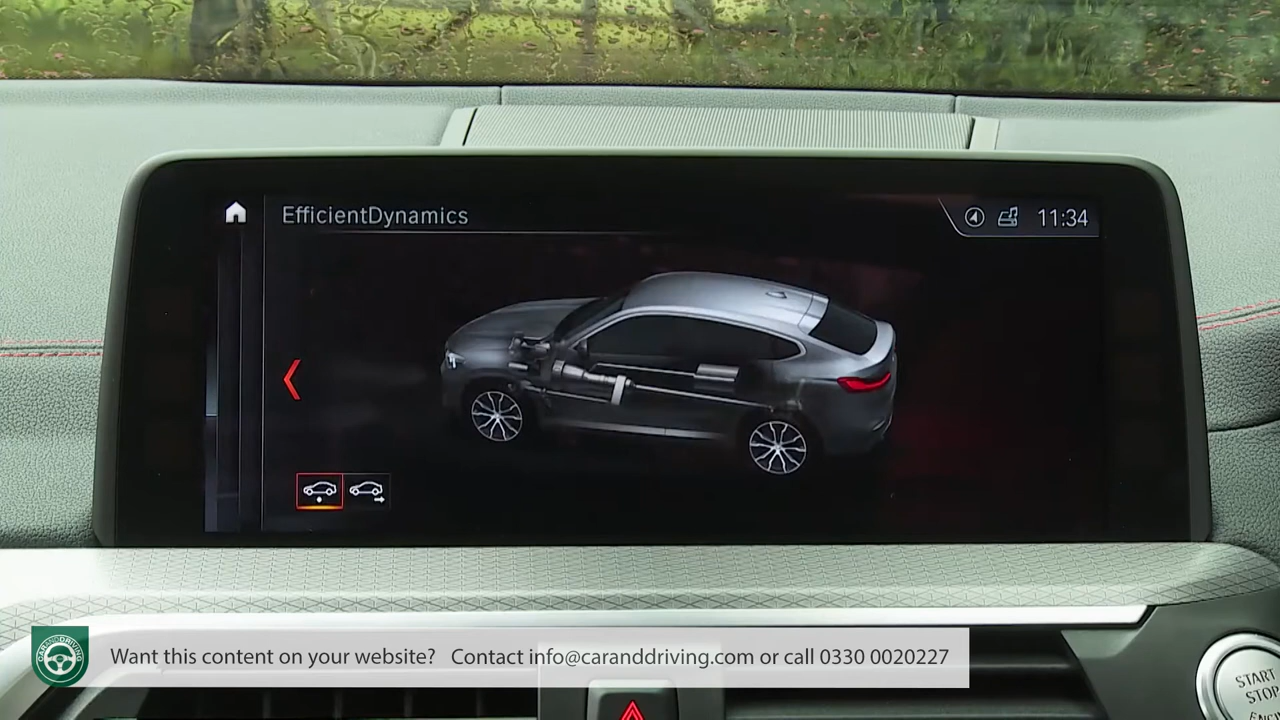 EfficientDynamics
11:34
CARANDDRIVING
Want this content on your website? Contact info@caranddriving.com or call 0330 0020227
START
STOP